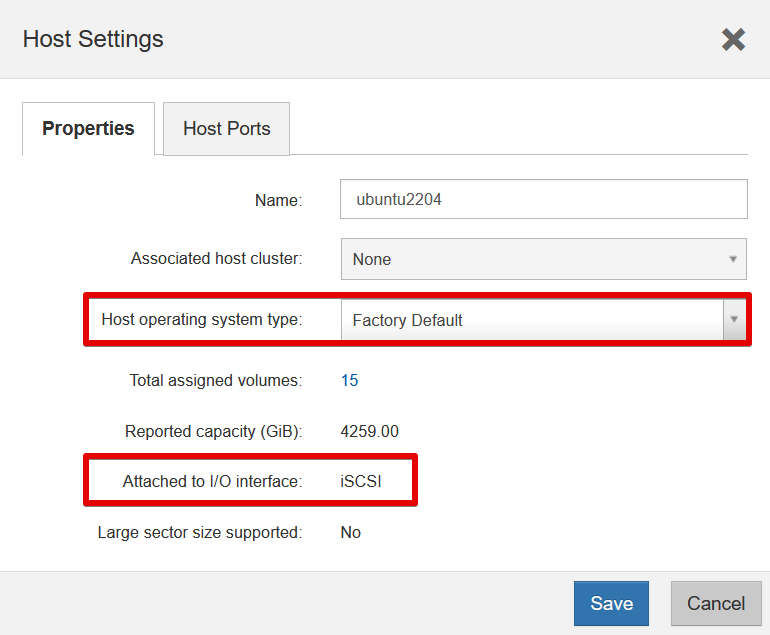 Host Settings
Properties
Host Ports
Name: ubuntu2204
Associated host cluster: None
Host operating system type: Factory Default
Total assigned volumes: 15
Reported capacity (GiB): 4259.00
Attached to I/O interface: iSCSI
Large sector size supported: No
Save
Cancel